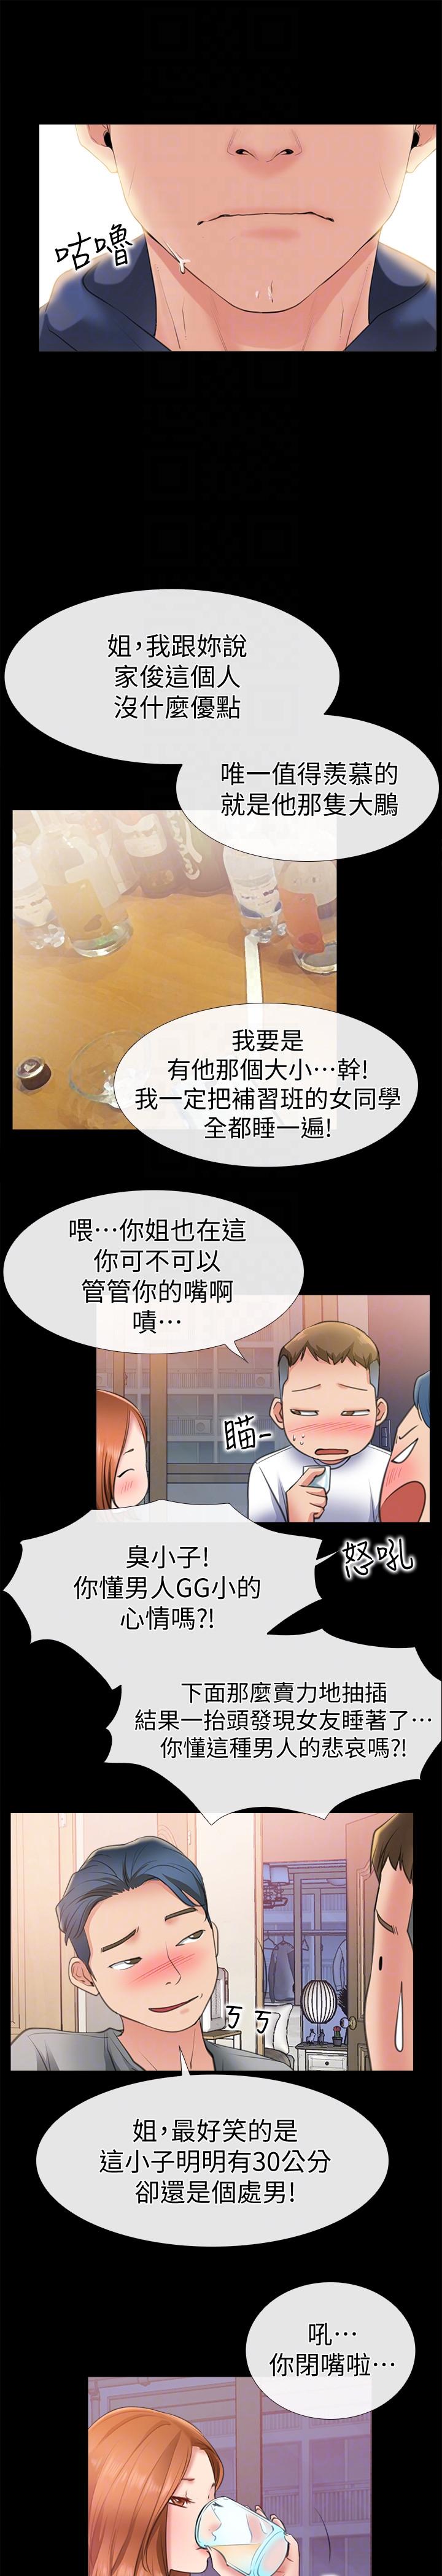 咕嚕
姐,我跟妳說
家俊這個人
沒什麼優點
唯一值得羨慕的
就是他那隻大鵰
我要是
有他那個大小…幹!
我一定把補習班的女同學
全都睡一遍!
喂…你姐也在這
你可不可以
管管你的嘴啊
嘖…
瞄-
怒吼
臭小子!
你懂男人GG小的
心情嗎?!
下面那麼賣力地抽插
結果一抬頭發現女友睡著了…
你懂這種男人的悲哀嗎?!
ㄎㄎ
姐,最好笑的是
這小子明明有30公分
卻還是個處男!
吼…
你閉嘴啦…